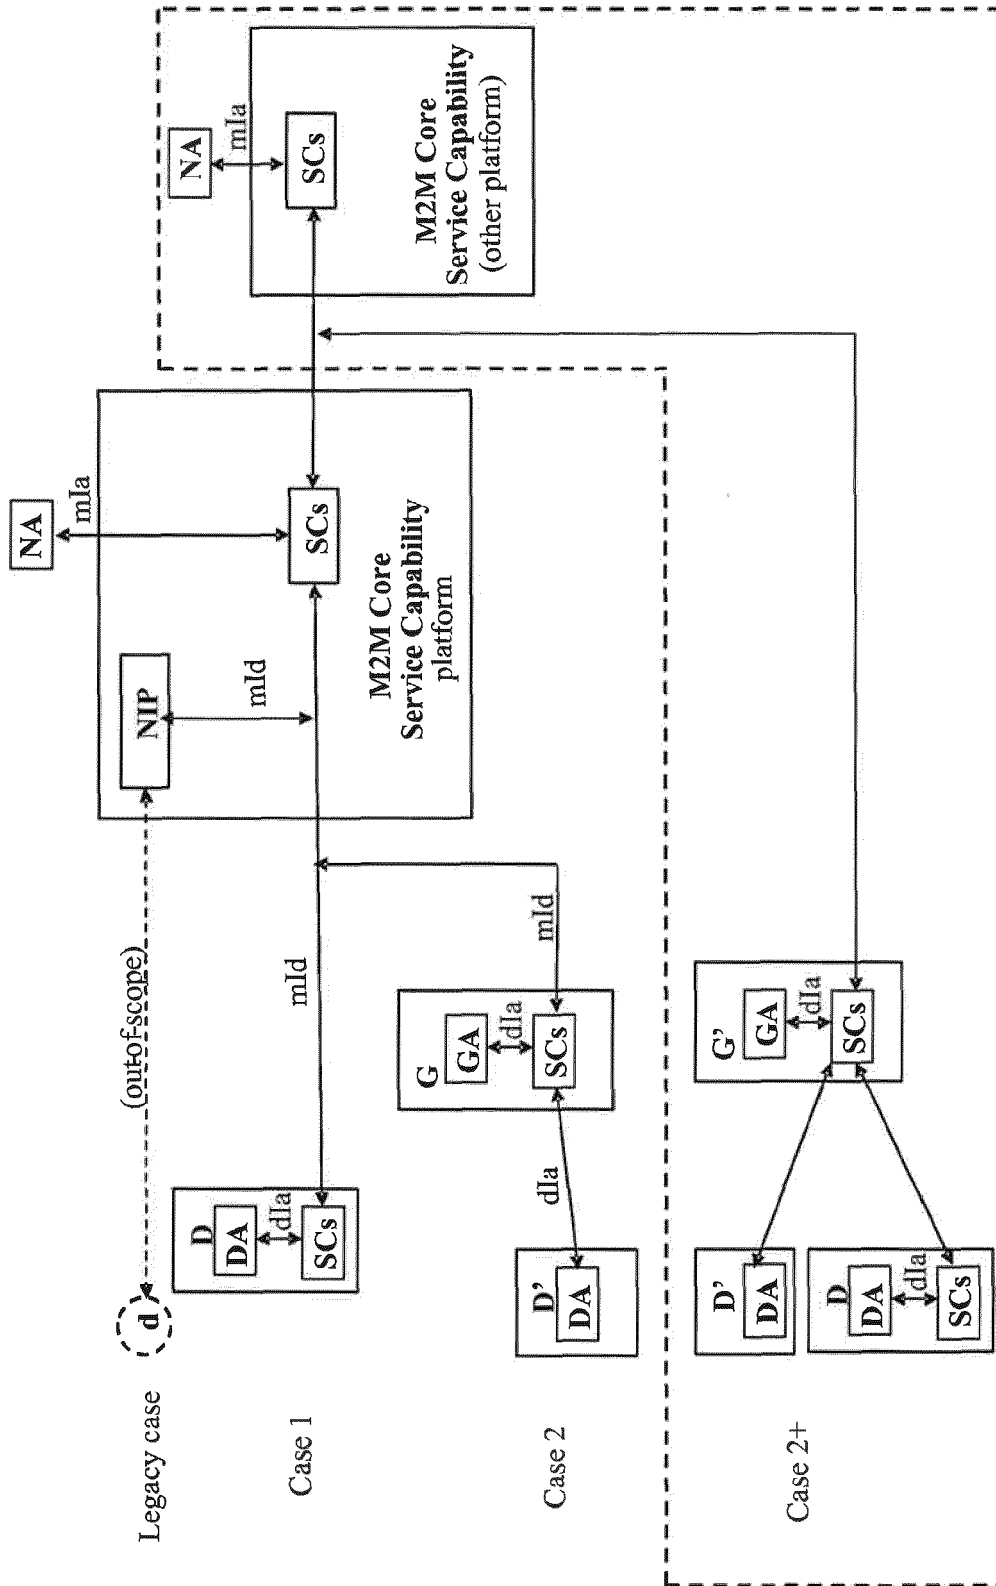 Legacy case
d
(out-of-scope)
NIP
NA
mIa
NA
mIa
Case 1
D
DA
dIa
SCs
mId
mId
SCs
SCs
M2M Core
Service Capability
platform
M2M Core
Service Capability
(other platform)
Case 2
D'
DA
dIa
G
GA
dIa
SCs
mId
Case 2+
D'
DA
D
DA
dIa
SCs
G'
GA
dIa
SCs